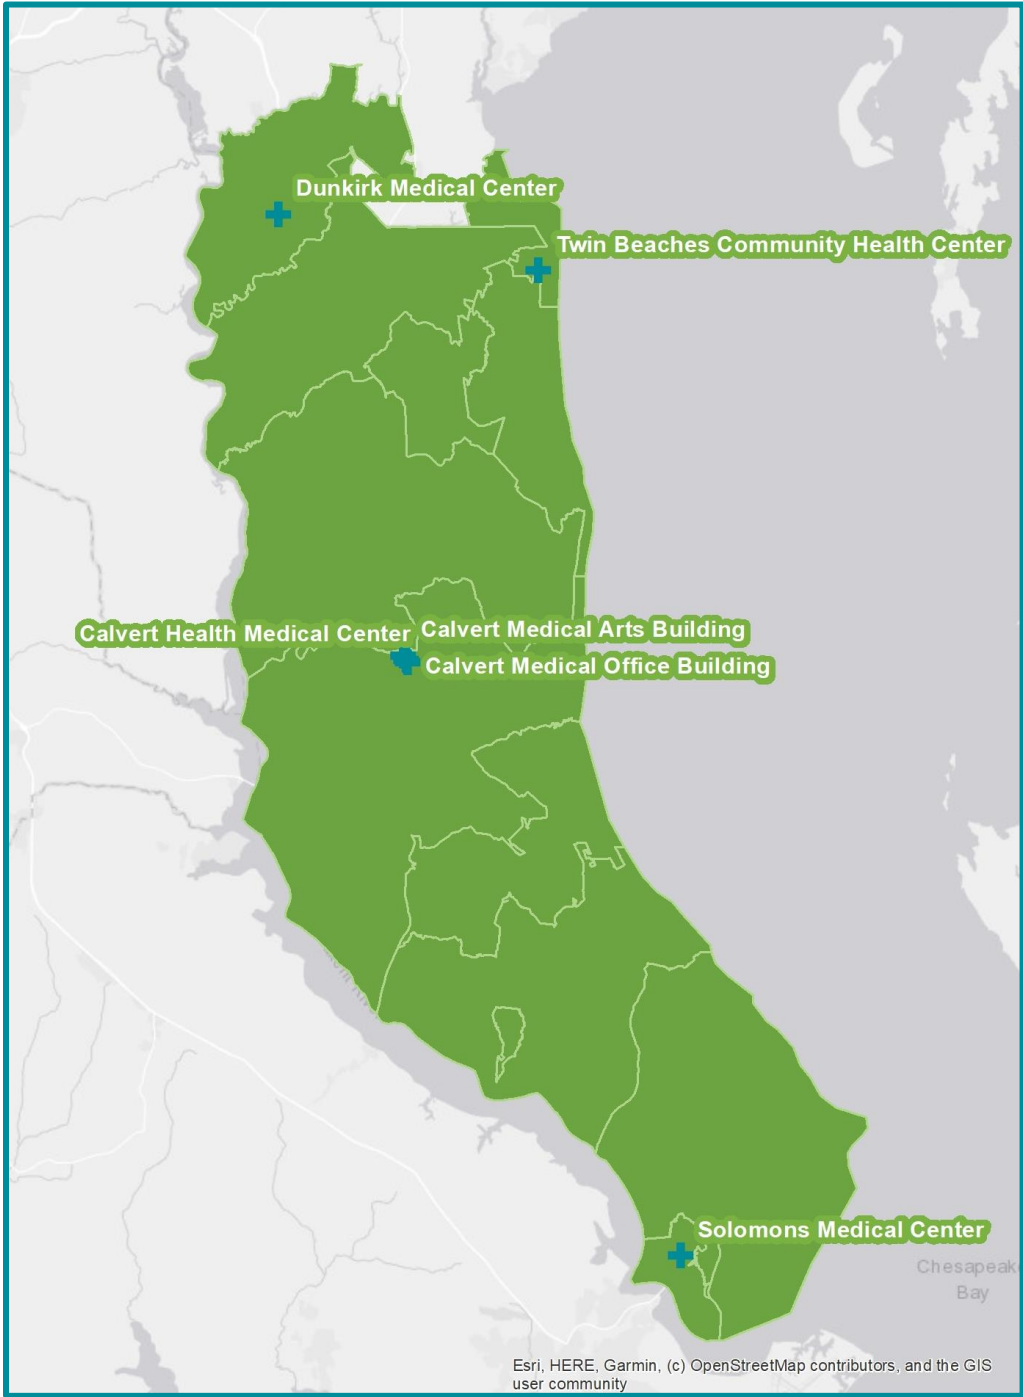 Dunkirk Medical Center
Twin Beaches Community Health Center
Calvert Health Medical Center
Calvert Medical Arts Building
Calvert Medical Office Building
Solomons Medical Center
Chesapeak
Bay
Esri, HERE, Garmin, (c) OpenStreetMap contributors, and the GIS
user community